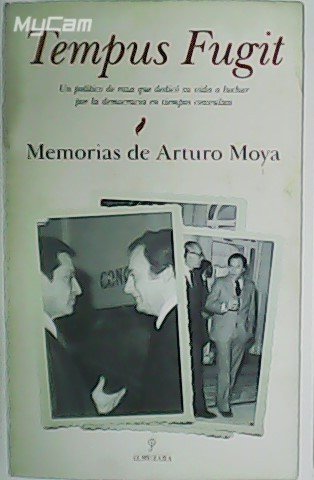 MyCam
Tempus Fugit
Un político de raza que dedicó su vida a luchar
por la democracia en tiempos convulsos
Memorias de Arturo Moya
CONS